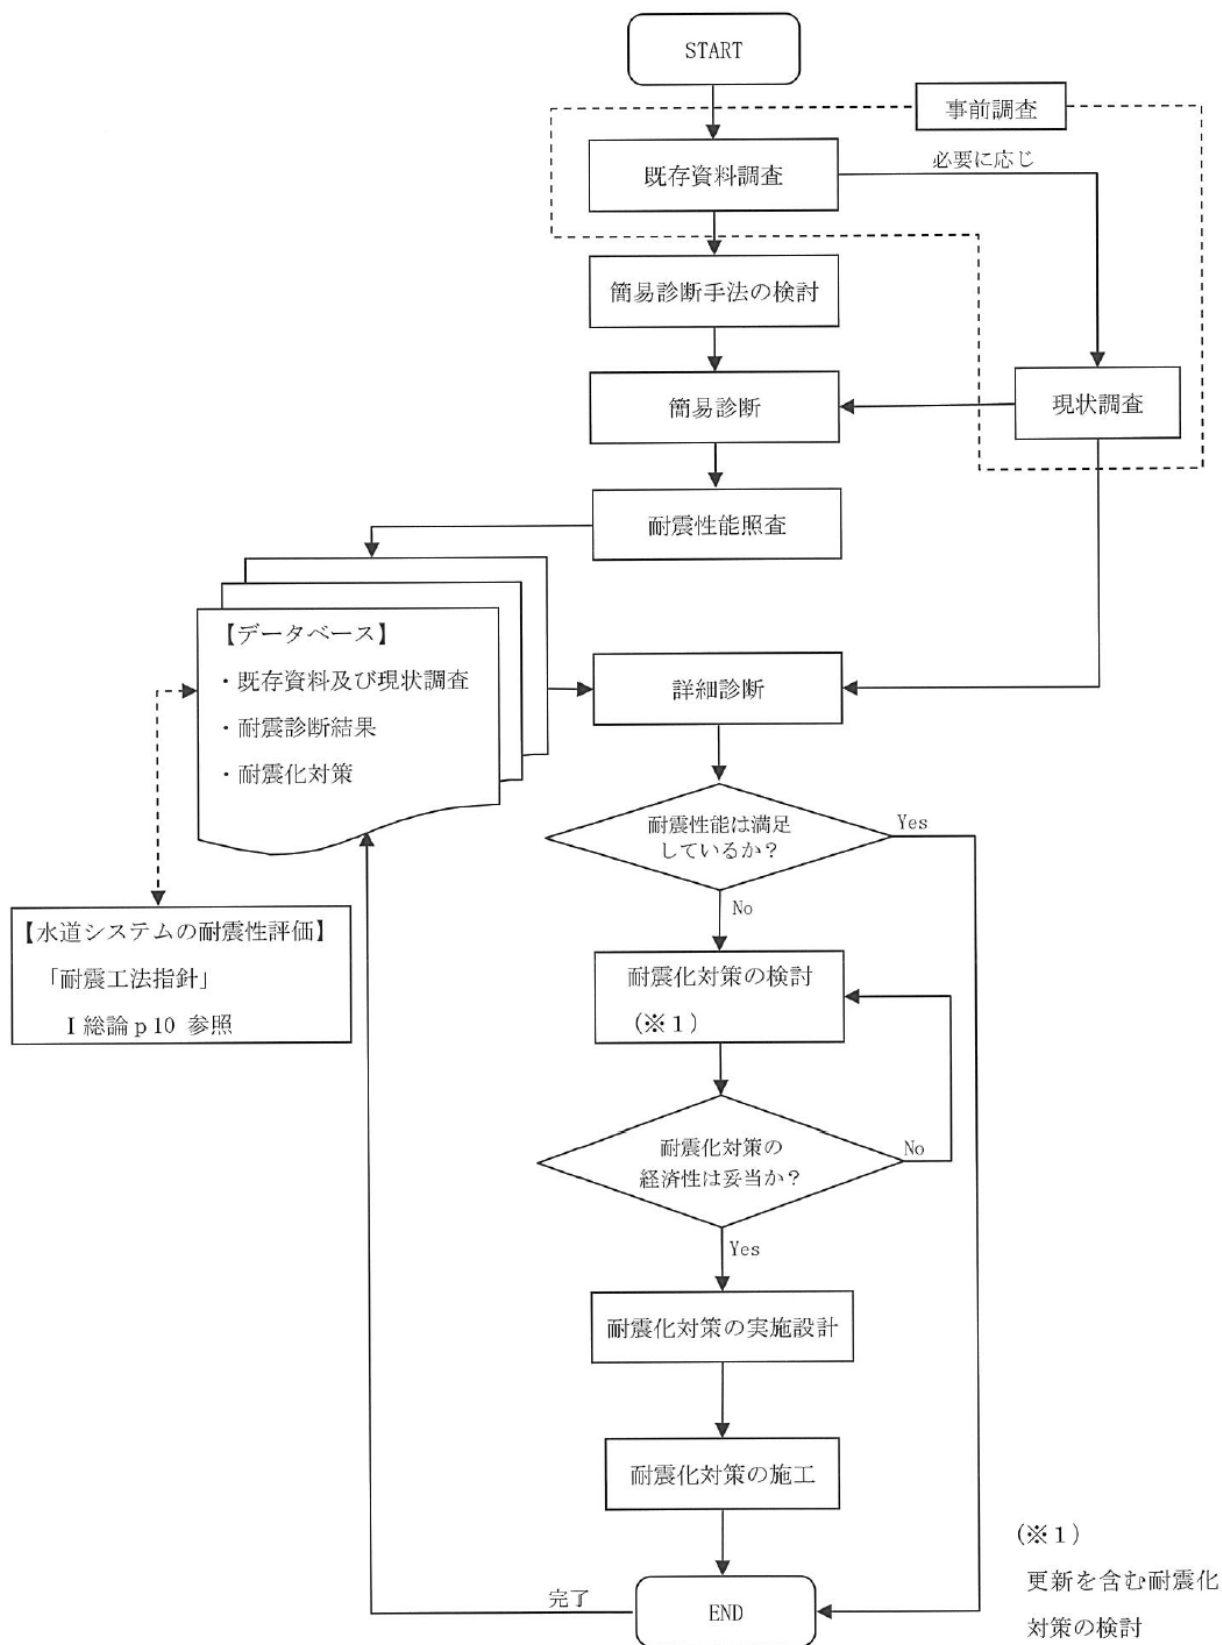 START
事前調査
既存資料調査
必要に応じ
簡易診断手法の検討
簡易診断
現状調査
耐震性能照査
【データベース】
・既存資料及び現状調査
・耐震診断結果
・耐震化対策
詳細診断
耐震性能は満足
しているか？
Yes
No
【水道システムの耐震性評価】
「耐震工法指針」
Ⅰ総論ｐ10 参照
耐震化対策の検討
（※１）
耐震化対策の
経済性は妥当か？
No
Yes
耐震化対策の実施設計
耐震化対策の施工
完了
END
（※１）
更新を含む耐震化
対策の検討